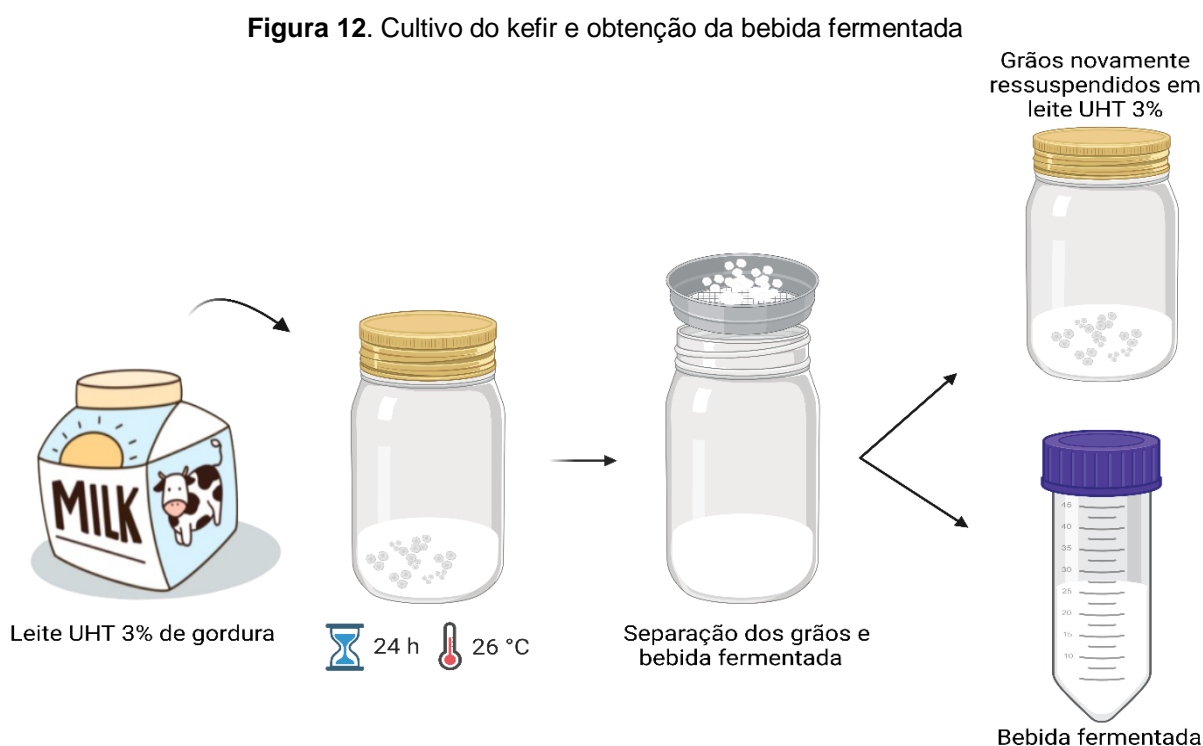 Figura 12. Cultivo do kefir e obtenção da bebida fermentada
Grãos novamente
ressuspendidos em
leite UHT 3%
MILK
Leite UHT 3% de gordura
24 h
26 °C
Separação dos grãos e
bebida fermentada
45
40
35
30
25
20
15
10
Bebida fermentada